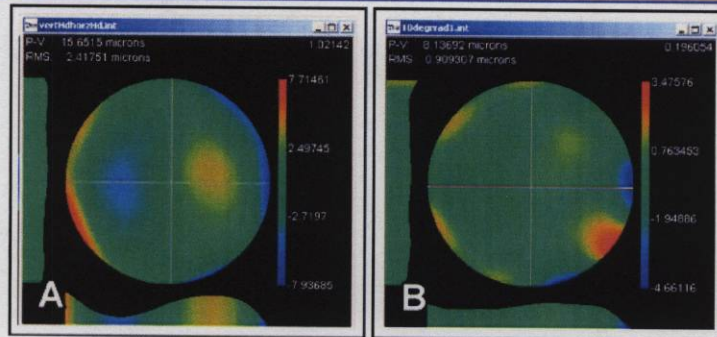 vertHdhorzHd.int
P-V: 15.6515 microns
1.02142
RMS: 2.41751 microns
7.71461
2.49745
-2.7197
-7.93685
A
10degrrad1.int
P-V: 8.13692 microns
0.196054
RMS: 0.909307 microns
3.47576
0.763453
-1.94886
-4.66116
B